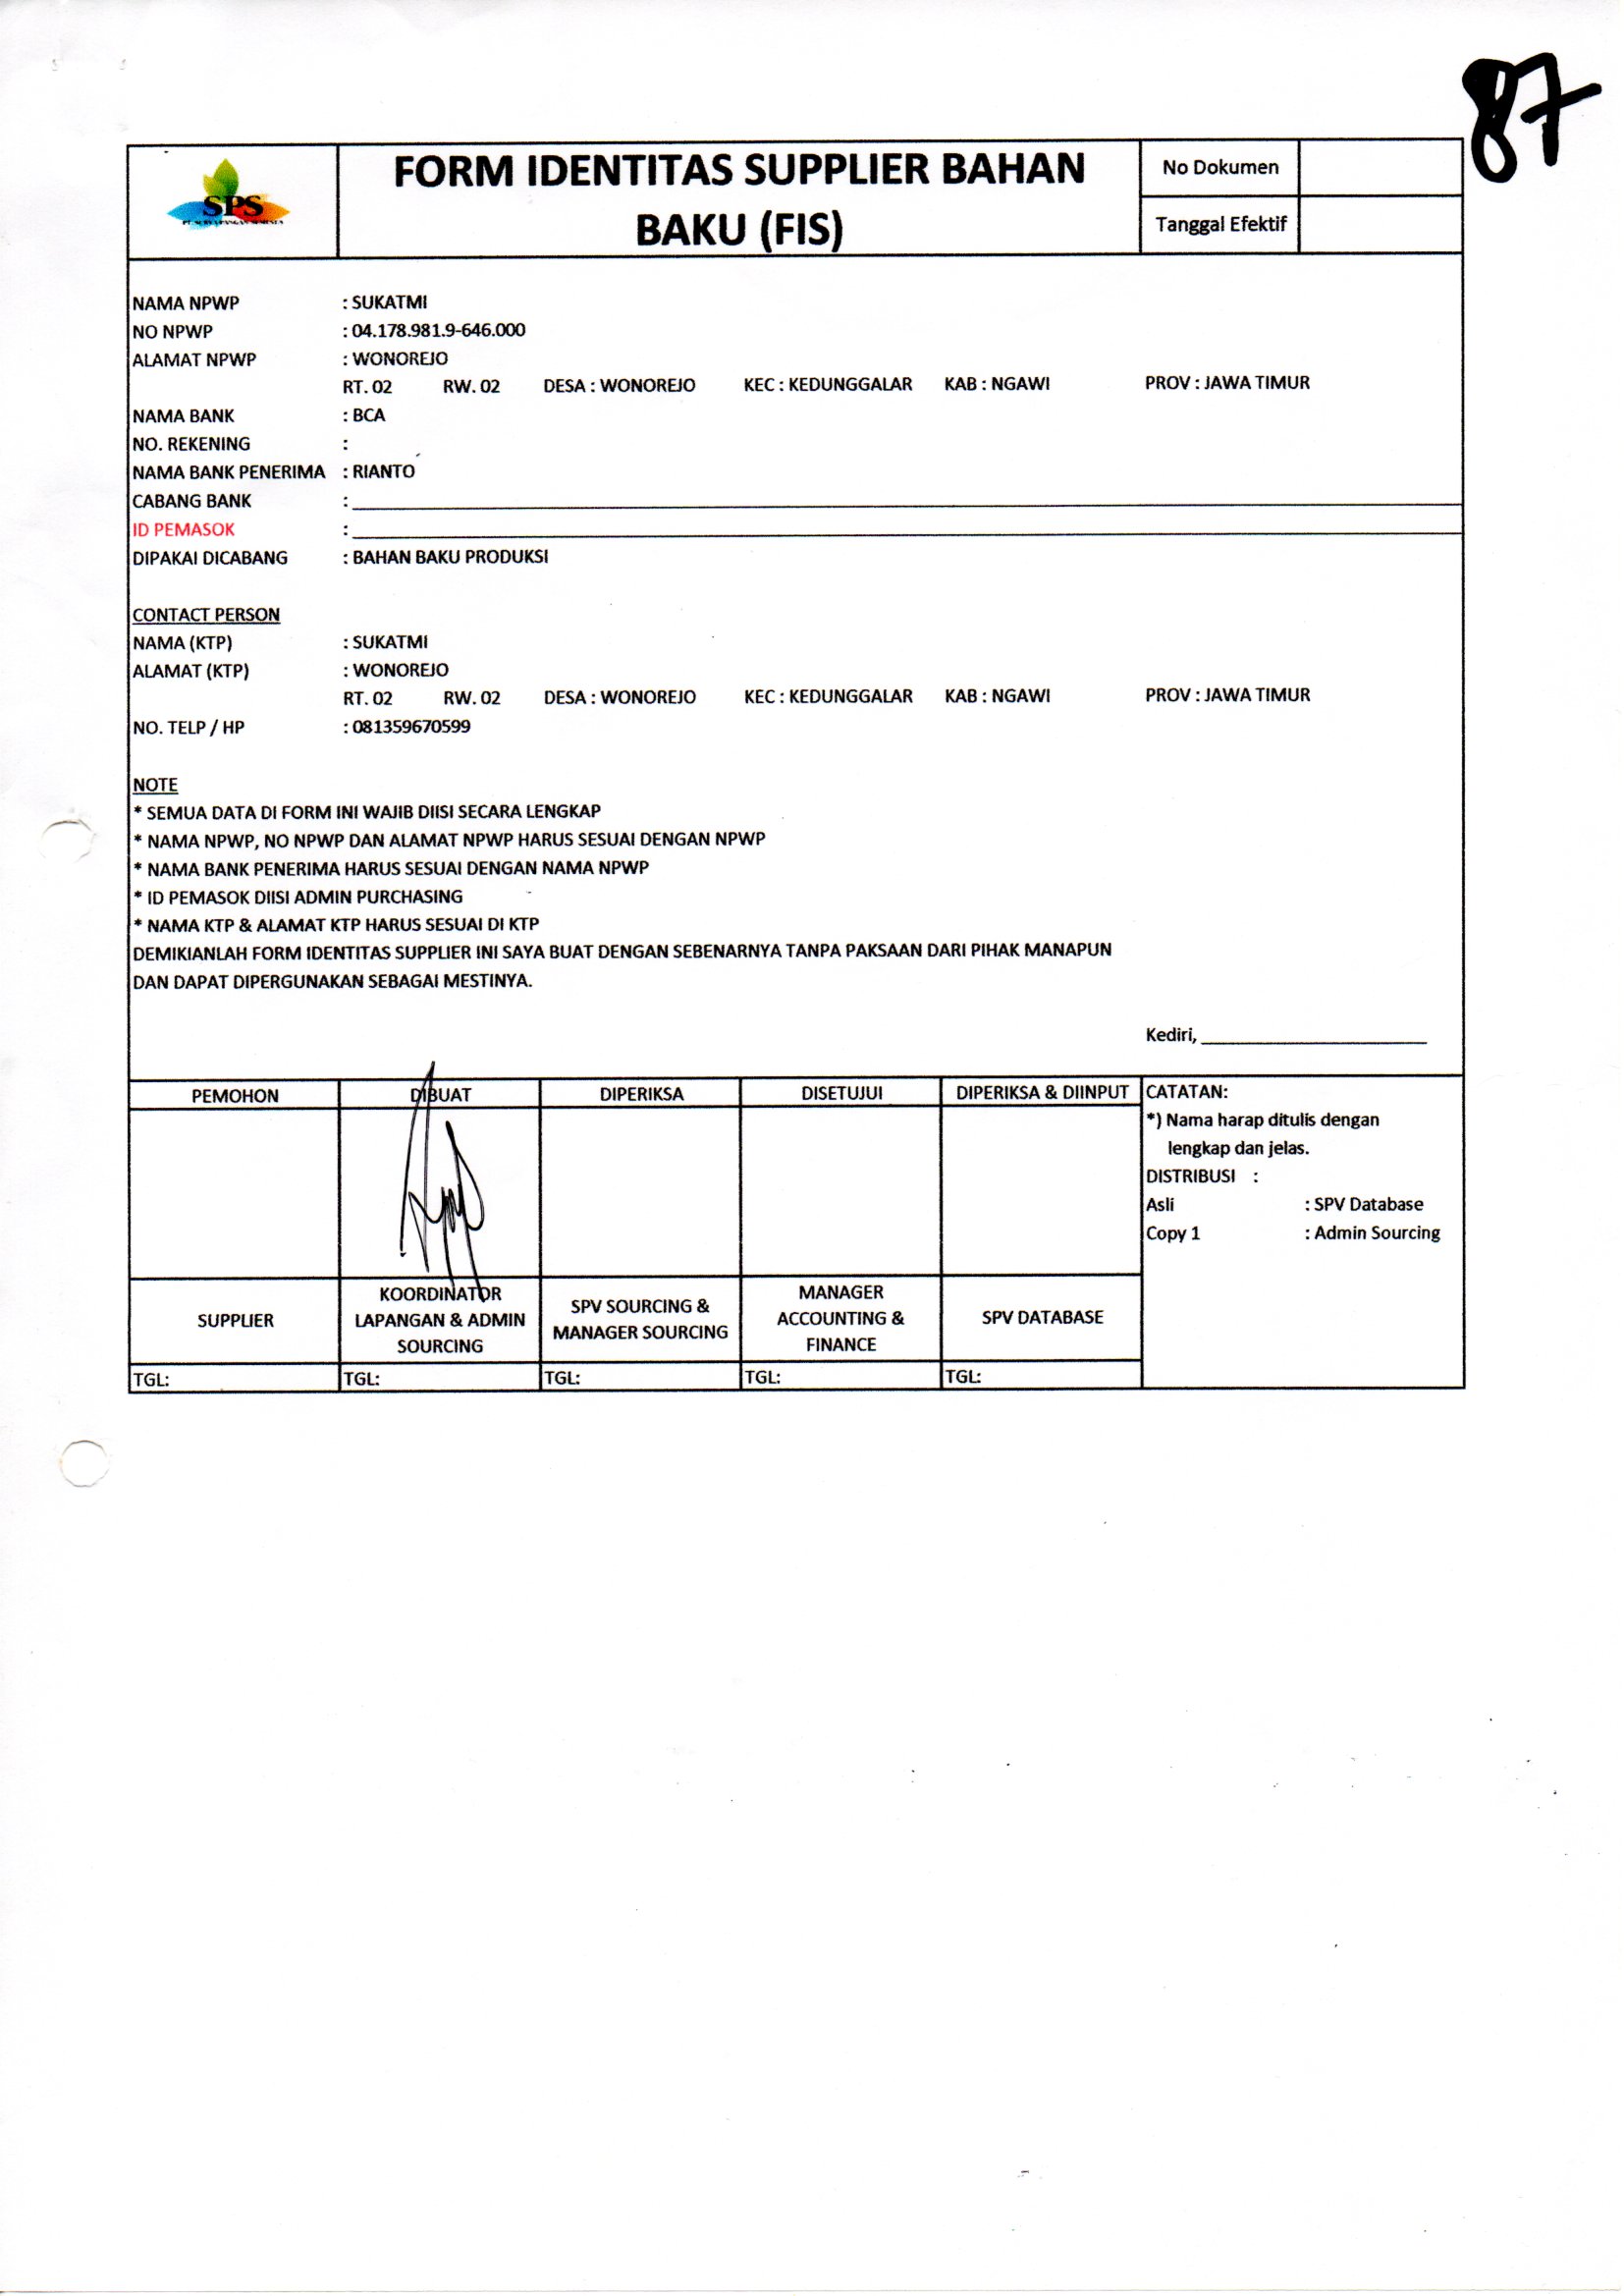 87
SPS
FORM IDENTITAS SUPPLIER BAHAN
BAKU (FIS)
No Dokumen
Tanggal Efektif
NAMA NPWP : SUKATMI
NO NPWP : 04.178.981.9-646.000
ALAMAT NPWP : WONOREJO
RT. 02 RW. 02 DESA : WONOREJO KEC : KEDUNGGALAR KAB : NGAWI PROV : JAWA TIMUR
NAMA BANK : BCA
NO. REKENING :
NAMA BANK PENERIMA : RIANTO
CABANG BANK :
ID PEMASOK :
DIPAKAI DICABANG : BAHAN BAKU PRODUKSI
CONTACT PERSON
NAMA (KTP) : SUKATMI
ALAMAT (KTP) : WONOREJO
RT. 02 RW. 02 DESA : WONOREJO KEC : KEDUNGGALAR KAB : NGAWI PROV : JAWA TIMUR
NO. TELP / HP : 081359670599
NOTE
* SEMUA DATA DI FORM INI WAJIB DIISI SECARA LENGKAP
* NAMA NPWP, NO NPWP DAN ALAMAT NPWP HARUS SESUAI DENGAN NPWP
* NAMA BANK PENERIMA HARUS SESUAI DENGAN NAMA NPWP
* ID PEMASOK DIISI ADMIN PURCHASING
* NAMA KTP & ALAMAT KTP HARUS SESUAI DI KTP
DEMIKIANLAH FORM IDENTITAS SUPPLIER INI SAYA BUAT DENGAN SEBENARNYA TANPA PAKSAAN DARI PIHAK MANAPUN
DAN DAPAT DIPERGUNAKAN SEBAGAI MESTINYA.
Kediri,
PEMOHON DIBUAT DIPERIKSA DISETUJUI DIPERIKSA & DIINPUT
CATATAN:
*) Nama harap ditulis dengan
lengkap dan jelas.
DISTRIBUSI :
Asli : SPV Database
Copy 1 : Admin Sourcing
SUPPLIER
KOORDINATOR
LAPANGAN & ADMIN
SOURCING
SPV SOURCING &
MANAGER SOURCING
MANAGER
ACCOUNTING &
FINANCE
SPV DATABASE
TGL: TGL: TGL: TGL: TGL: